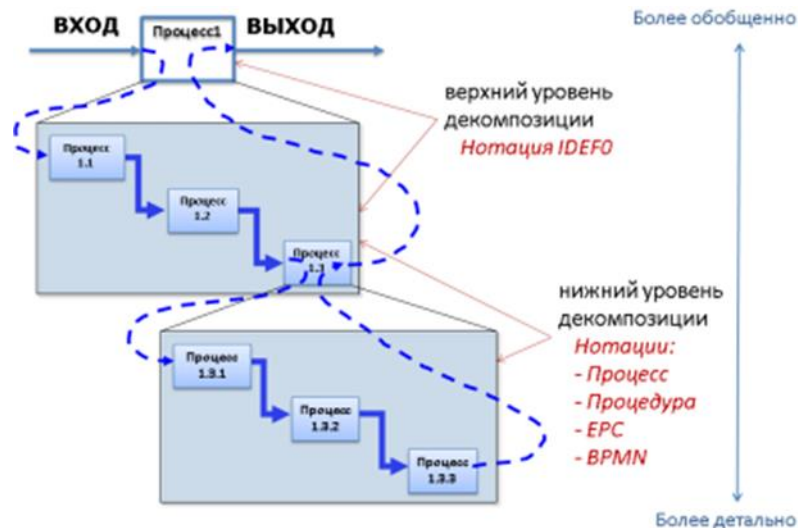 Более обобщенно
ВХОД
Процесс1
ВЫХОД
верхний уровень
декомпозиции
Нотация IDEF0
Процесс
1.1
Процесс
1.2
Процесс
1.3
нижний уровень
декомпозиции
Нотации:
- Процесс
- Процедура
- EPC
- BPMN
Процесс
1.3.1
Процесс
1.3.2
Процесс
1.3.3
Более детально